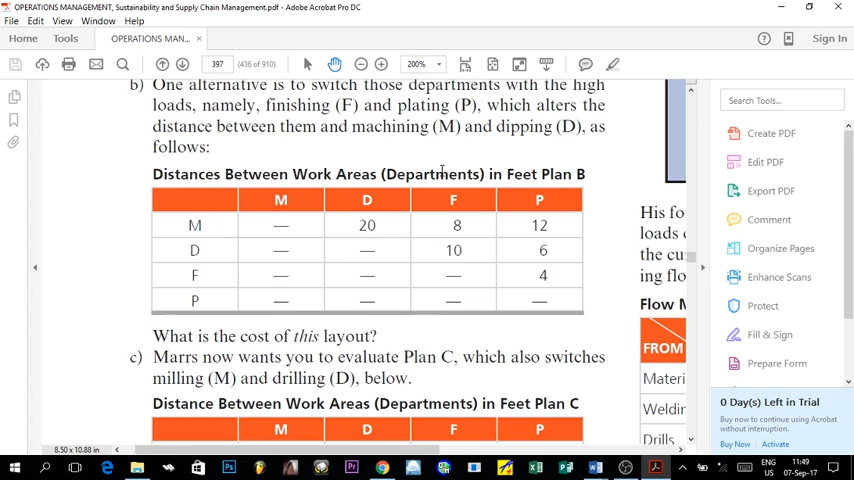 OPERATIONS MANAGEMENT, Sustainability and Supply Chain Management.pdf - Adobe Acrobat Pro DC
File Edit View Window Help
Home Tools OPERATIONS MAN... × Sign In
397 (436 of 910) 200%
b) One alternative is to switch those departments with the high
loads, namely, finishing (F) and plating (P), which alters the
distance between them and machining (M) and dipping (D), as
follows:
Distances Between Work Areas (Departments) in Feet Plan B
M D F P
M — 20 8 12
D — — 10 6
F — — — 4
P — — — —
What is the cost of this layout?
c) Marrs now wants you to evaluate Plan C, which also switches
milling (M) and drilling (D), below.
Distance Between Work Areas (Departments) in Feet Plan C
M D F P
8.50 x 10.88 in
His fo
loads
the cu
ing flo
Flow M
FROM
Materi
Welding
Drills
Search Tools...
Create PDF
Edit PDF
Export PDF
Comment
Organize Pages
Enhance Scans
Protect
Fill & Sign
Prepare Form
0 Day(s) Left in Trial
Buy now to continue using Acrobat
without interruption.
Buy Now Activate
ENG
US
11:49
07-Sep-17